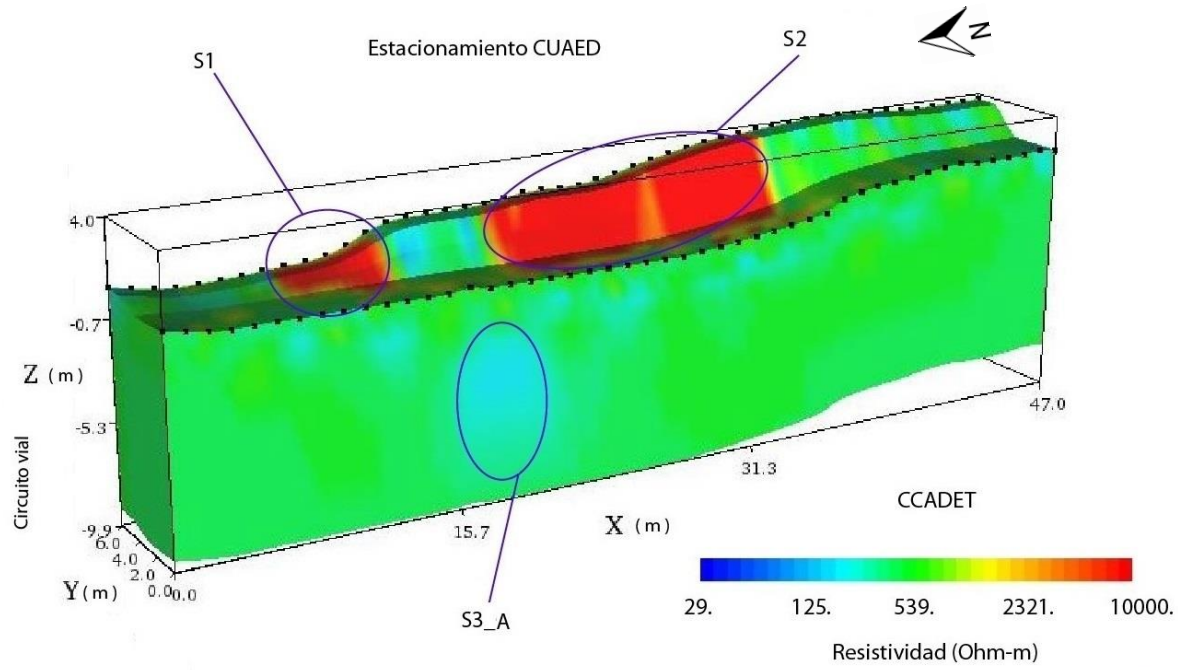 Estacionamiento CUAED
S1
S2
N
4.0
-0.7
Z (m)
-5.3
Circuito vial
-9.9
6.0
4.0
2.0
0.0
Y (m)
0.0
15.7
X (m)
31.3
47.0
S3_A
CCADET
29. 125. 539. 2321. 10000.
Resistividad (Ohm-m)